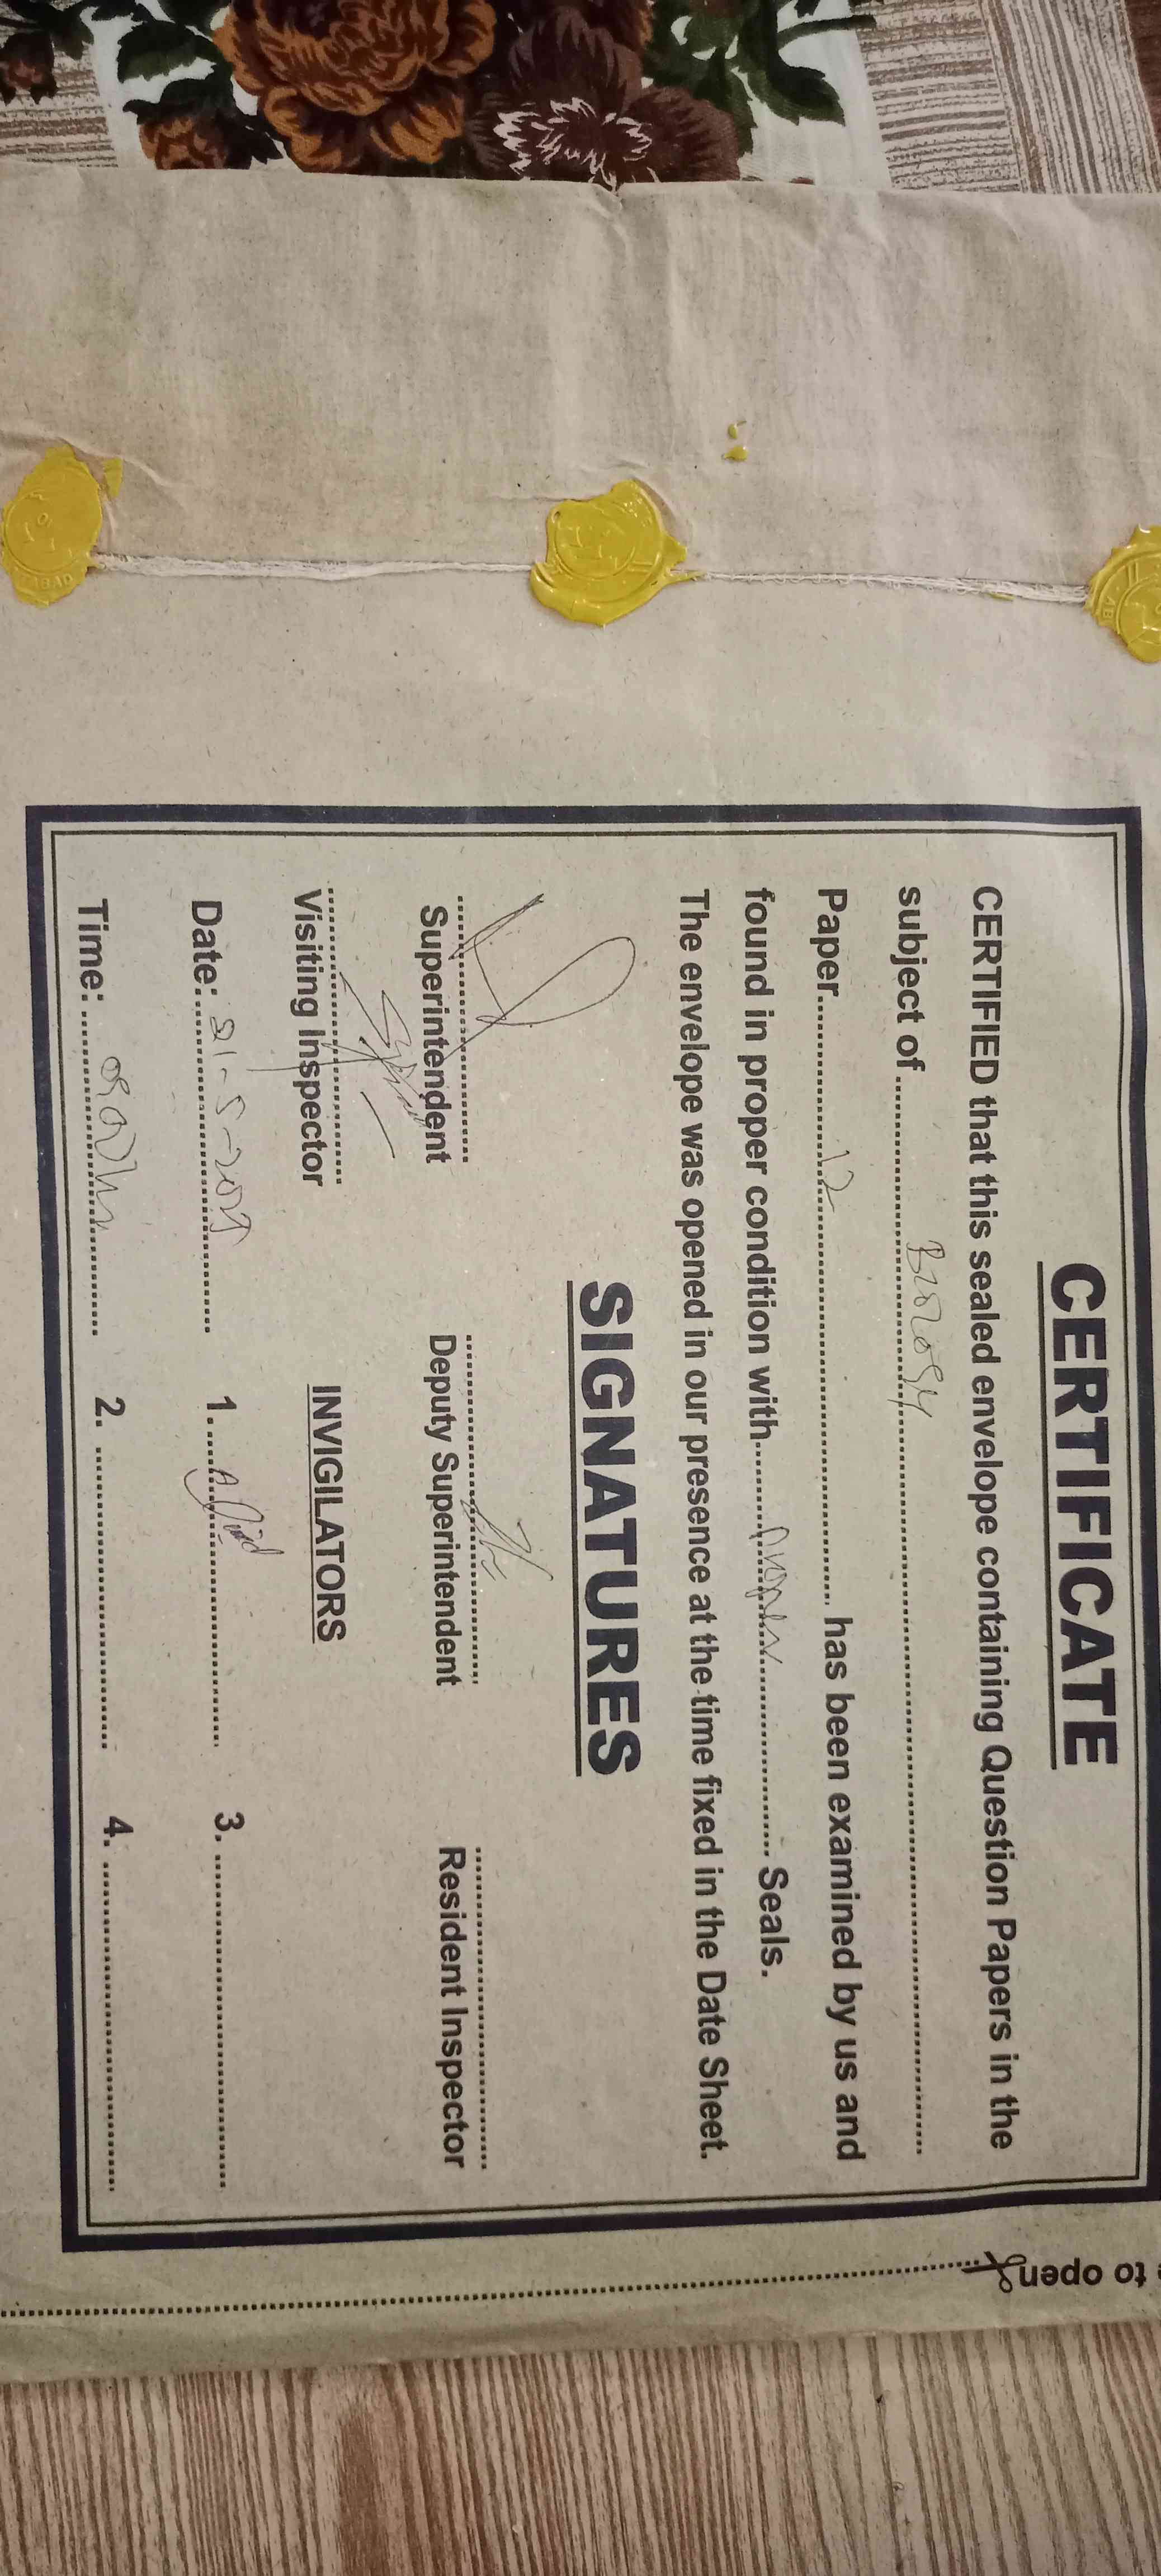 CERTIFICATE
CERTIFIED that this sealed envelope containing Question Papers in the
subject of Biology
Paper 12 has been examined by us and
found in proper condition with proper Seals.
The envelope was opened in our presence at the time fixed in the Date Sheet.
SIGNATURES
Superintendent Deputy Superintendent Resident Inspector
Visiting Inspector INVIGILATORS
Date: 1. 3.
Time: 2. 4.
to open
ABAD